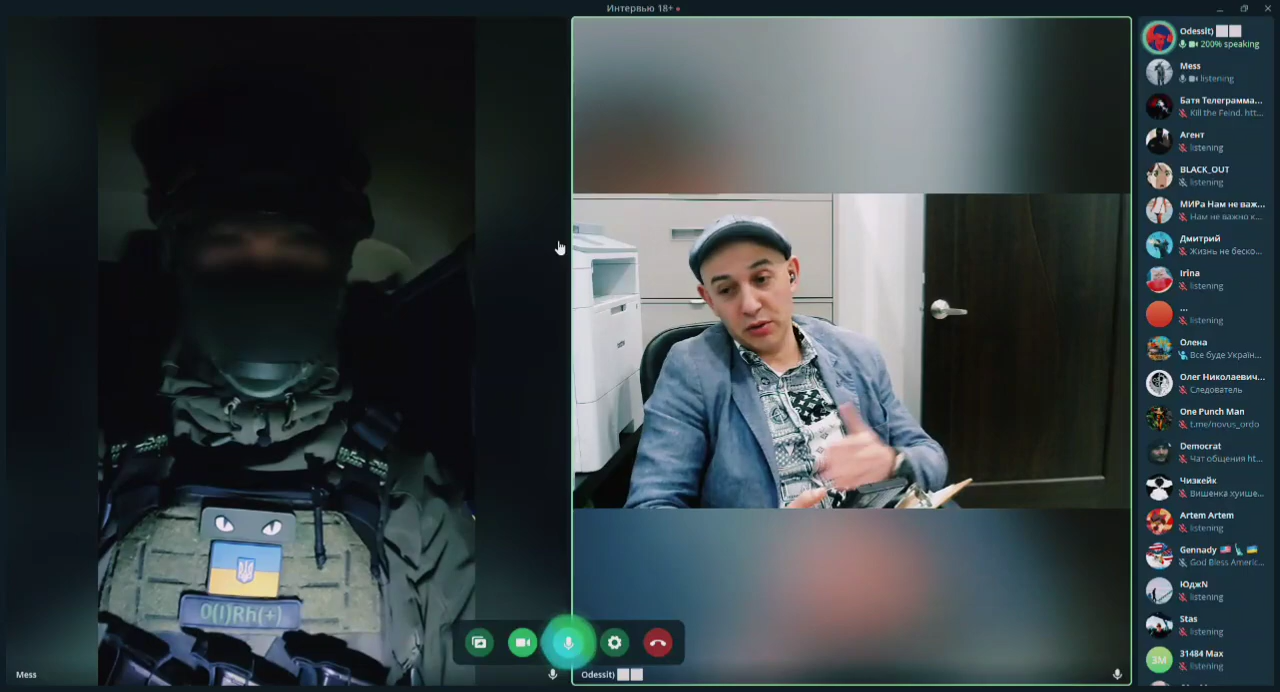 Интервью 18+
Odessit)
200% speaking
Mess
listening
Батя Телеграмма...
Kill the Feind. htt...
Агент
listening
BLACK_OUT
listening
МИРа Нам неваж...
Нам не важно к...
Дмитрий
Жизнь не беско...
Irina
listening
...
listening
Олена
Все буде Україн...
Олег Николаевич...
Следователь
One Punch Man
t.me/novus_ordo
Democrat
Чат общения ht...
Чизкейк
Вишенка хуише...
Artem Artem
listening
Gennady
God Bless Americ...
ЮджN
listening
Stas
listening
3M
31484 Max
listening
O(I)Rh(+)
Mess
Odessit)